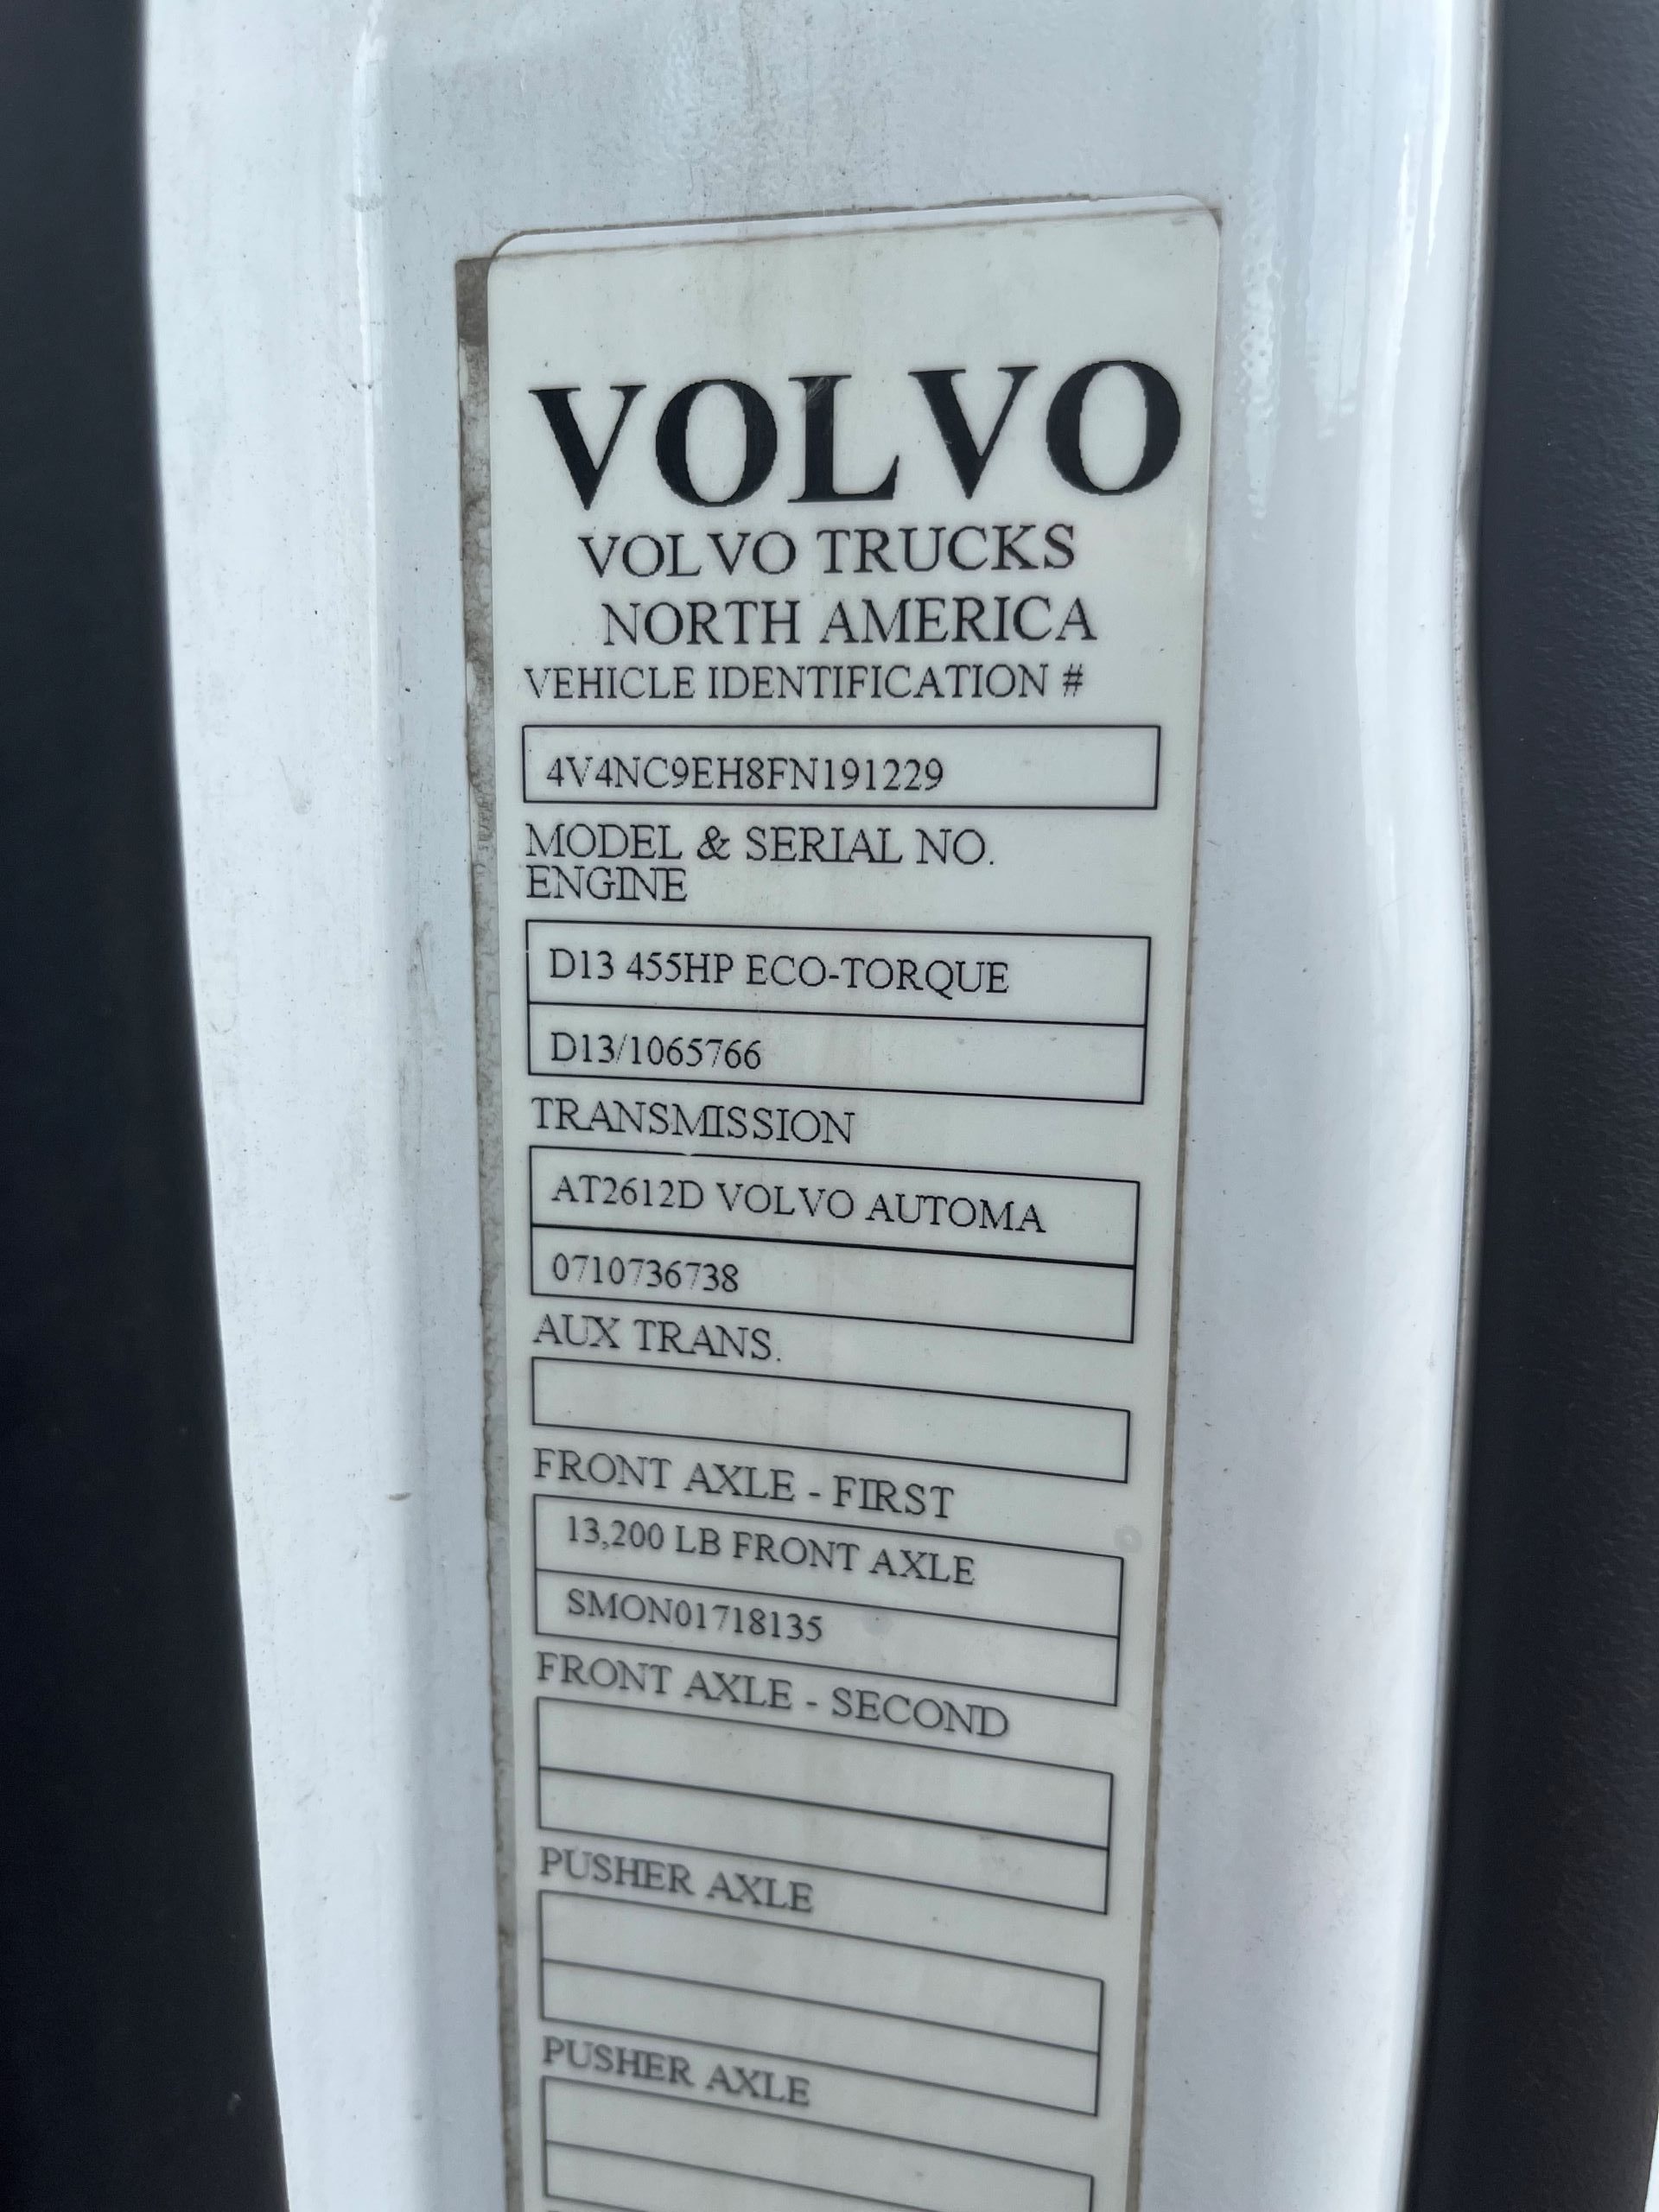 VOLVO
VOLVO TRUCKS
NORTH AMERICA
VEHICLE IDENTIFICATION #
4V4NC9EH8FN191229
MODEL & SERIAL NO.
ENGINE
D13 455HP ECO-TORQUE
D13/1065766
TRANSMISSION
AT2612D VOLVO AUTOMA
0710736738
AUX TRANS.
FRONT AXLE - FIRST
13,200 LB FRONT AXLE
SMON01718135
FRONT AXLE - SECOND
PUSHER AXLE
PUSHER AXLE